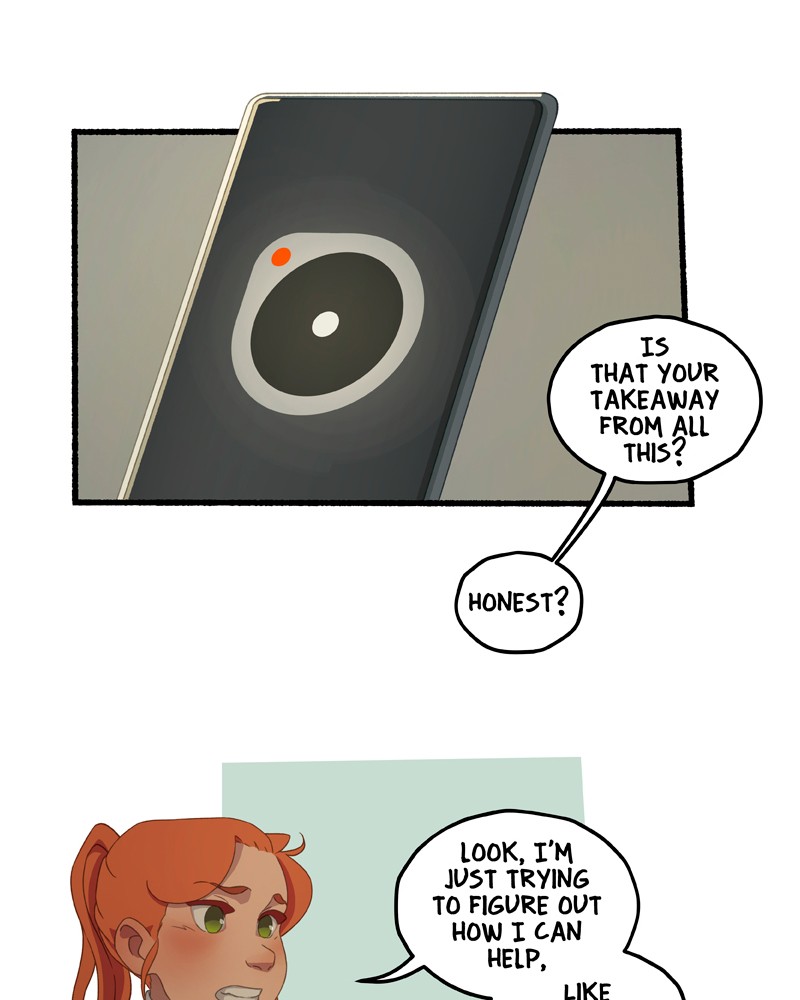 IS
THAT YOUR
TAKEAWAY
FROM ALL
THIS?
HONEST?
LOOK, I'M
JUST TRYING
TO FIGURE OUT
HOW I CAN
HELP,
LIKE